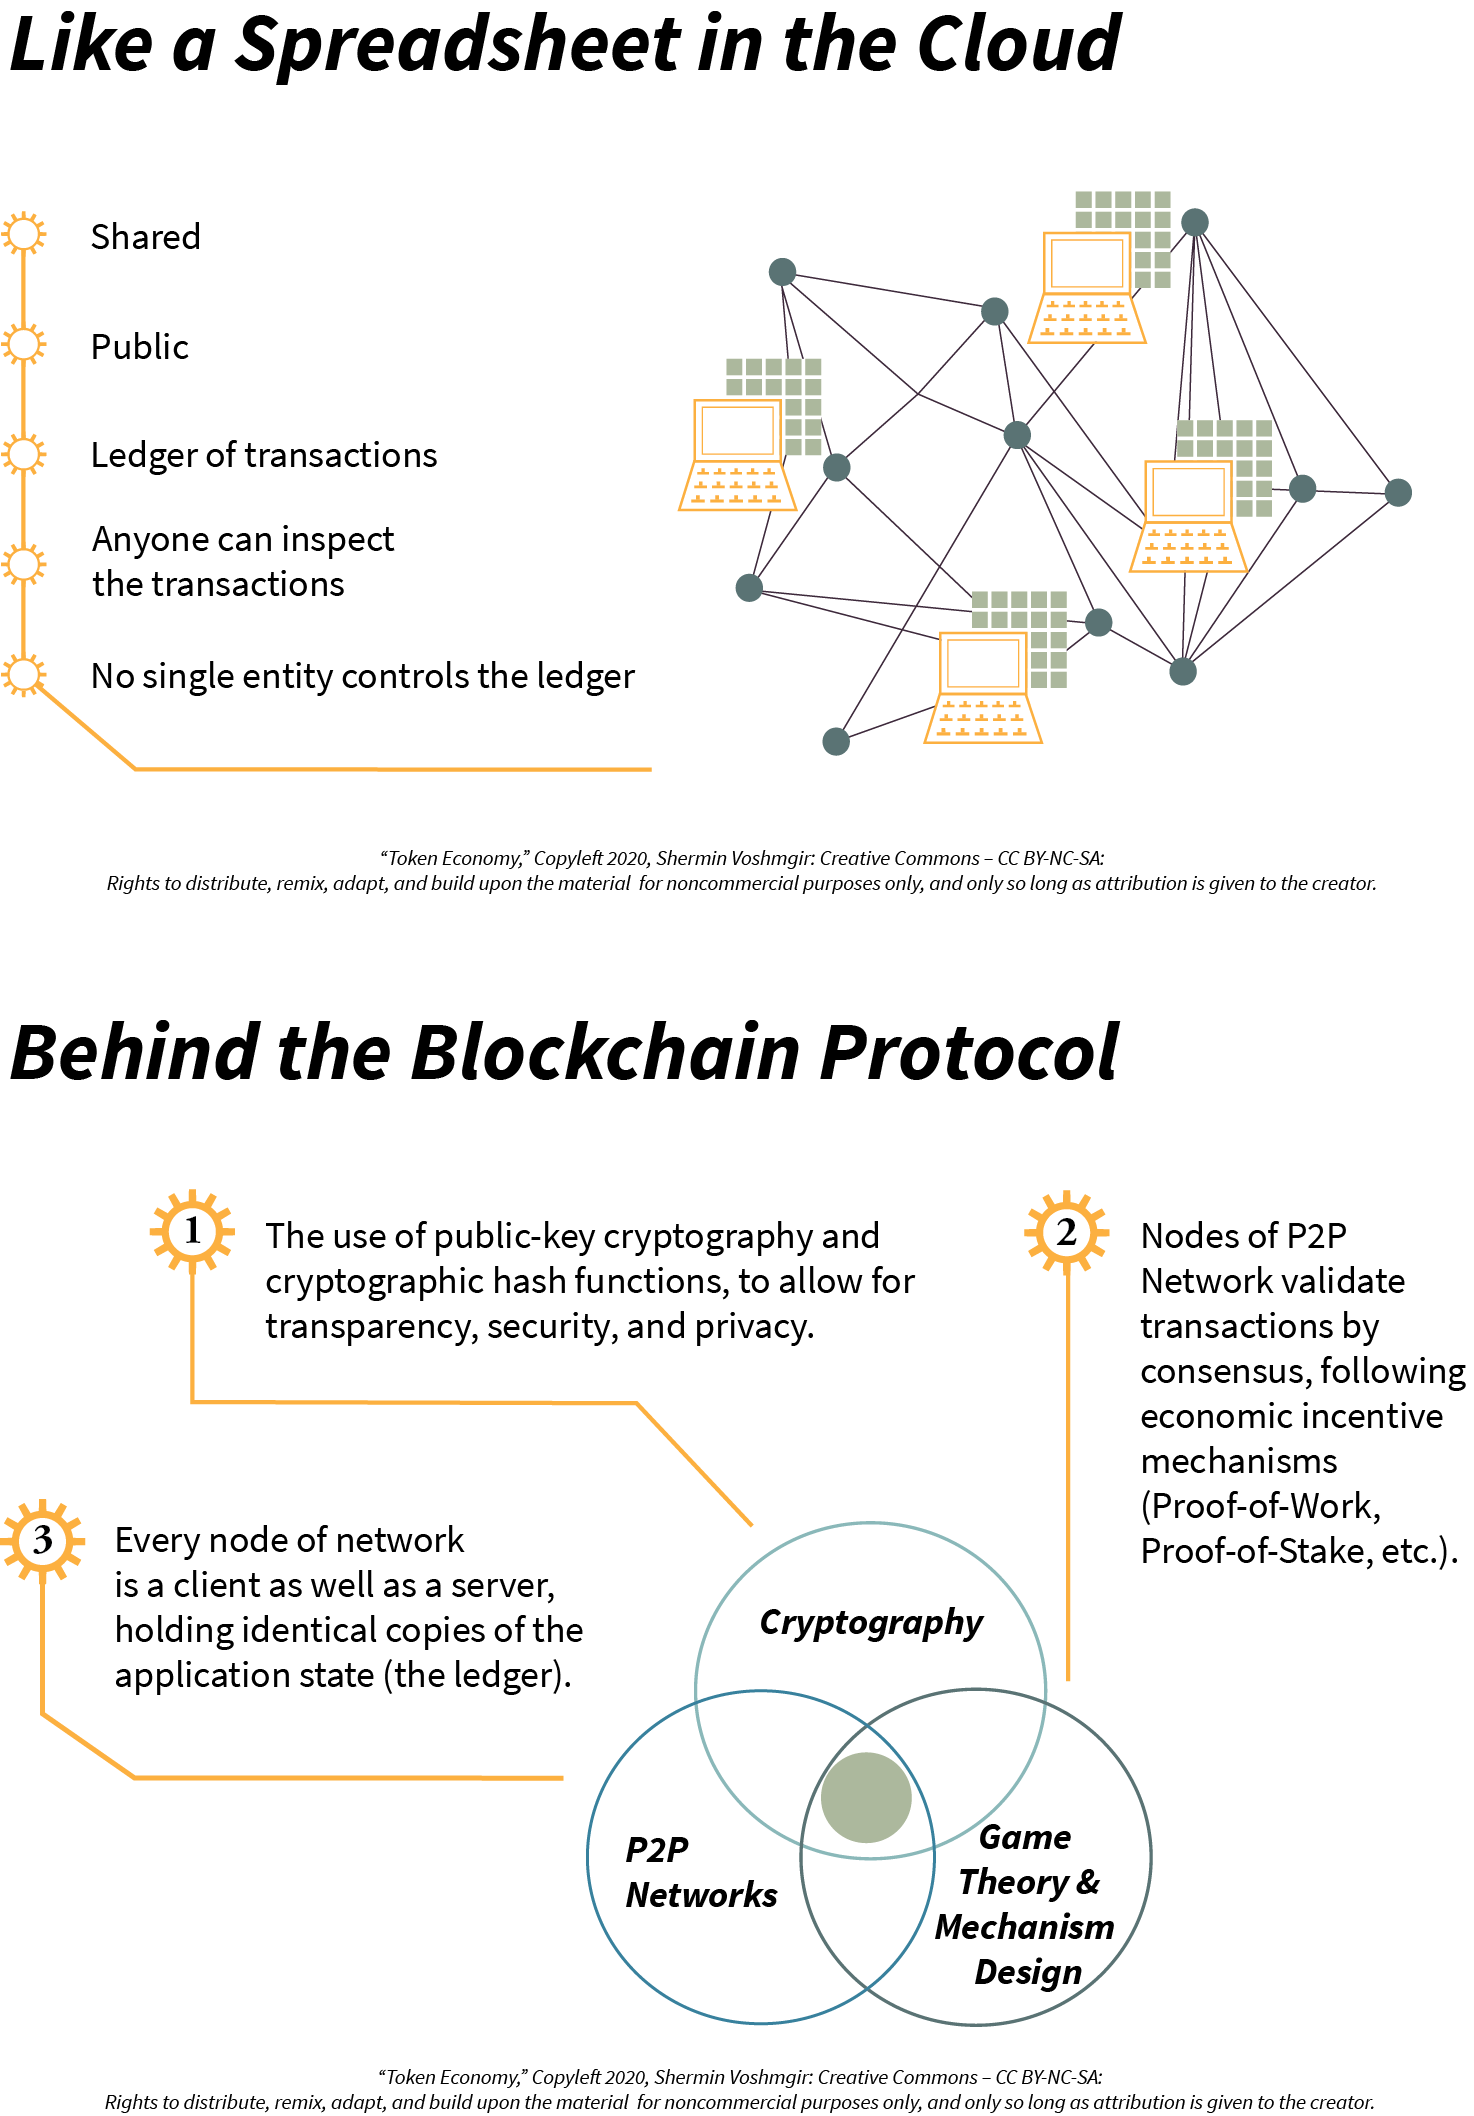 Like a Spreadsheet in the Cloud
Shared
Public
Ledger of transactions
Anyone can inspect
the transactions
No single entity controls the ledger
“Token Economy,” Copyleft 2020, Shermin Voshmgir: Creative Commons – CC BY-NC-SA:
Rights to distribute, remix, adapt, and build upon the material for noncommercial purposes only, and only so long as attribution is given to the creator.
Behind the Blockchain Protocol
1
The use of public-key cryptography and
cryptographic hash functions, to allow for
transparency, security, and privacy.
2
Nodes of P2P
Network validate
transactions by
consensus, following
economic incentive
mechanisms
(Proof-of-Work,
Proof-of-Stake, etc.).
3
Every node of network
is a client as well as a server,
holding identical copies of the
application state (the ledger).
Cryptography
P2P
Networks
Game
Theory &
Mechanism
Design
“Token Economy,” Copyleft 2020, Shermin Voshmgir: Creative Commons – CC BY-NC-SA:
Rights to distribute, remix, adapt, and build upon the material for noncommercial purposes only, and only so long as attribution is given to the creator.